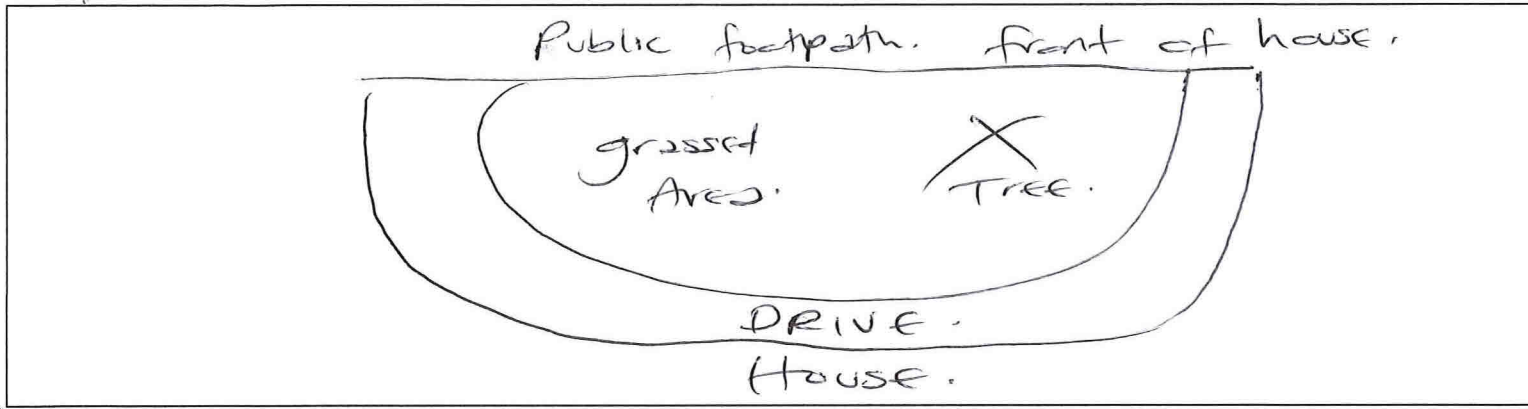 Public footpath. front of house.
grassed
Area.
Tree.
DRIVE.
House.